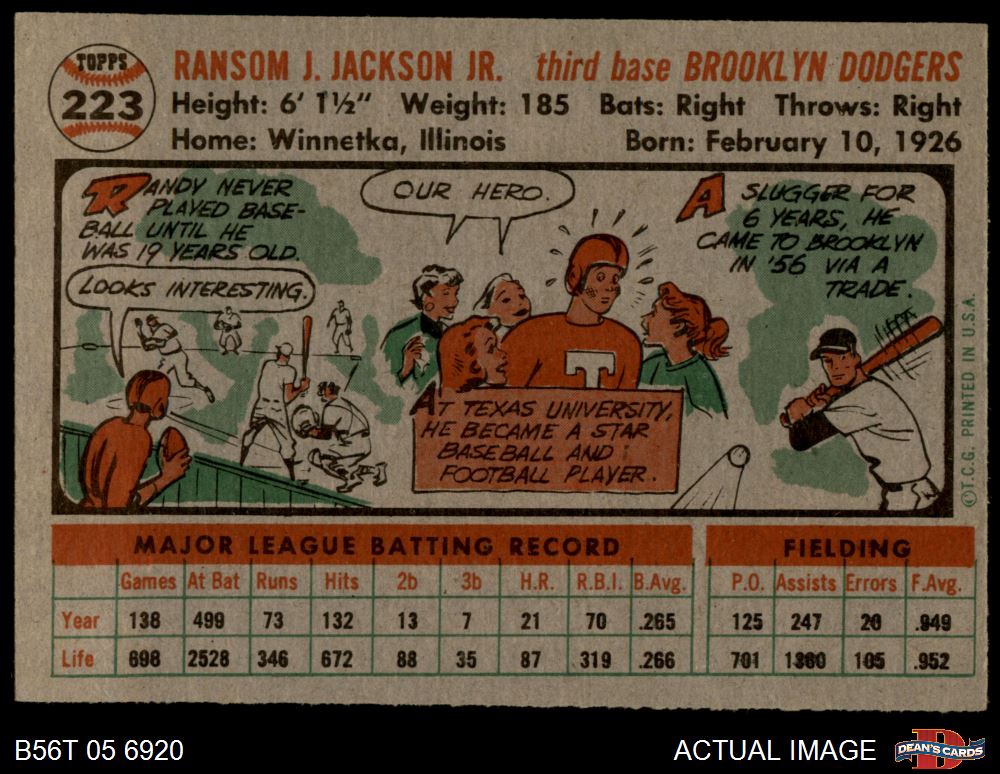 TOPPS
223
RANSOM J. JACKSON JR. third base BROOKLYN DODGERS
Height: 6' 1½" Weight: 185 Bats: Right Throws: Right
Home: Winnetka, Illinois Born: February 10, 1926
RANDY NEVER
PLAYED BASE-
BALL UNTIL HE
WAS 19 YEARS OLD.
LOOKS INTERESTING.
OUR HERO.
T
AT TEXAS UNIVERSITY,
HE BECAME A STAR
BASEBALL AND
FOOTBALL PLAYER.
A SLUGGER FOR
6 YEARS, HE
CAME TO BROOKLYN
IN '56 VIA A
TRADE.
©T.C.G. PRINTED IN U.S.A.
MAJOR LEAGUE BATTING RECORD FIELDING
Games At Bat Runs Hits 2b 3b H.R. R.B.I. B.Avg. P.O. Assists Errors F.Avg.
Year 138 499 73 132 13 7 21 70 .265 125 247 20 .949
Life 698 2528 346 672 88 35 87 319 .266 701 1360 105 .952
B56T 05 6920 ACTUAL IMAGE D DEAN'S CARDS